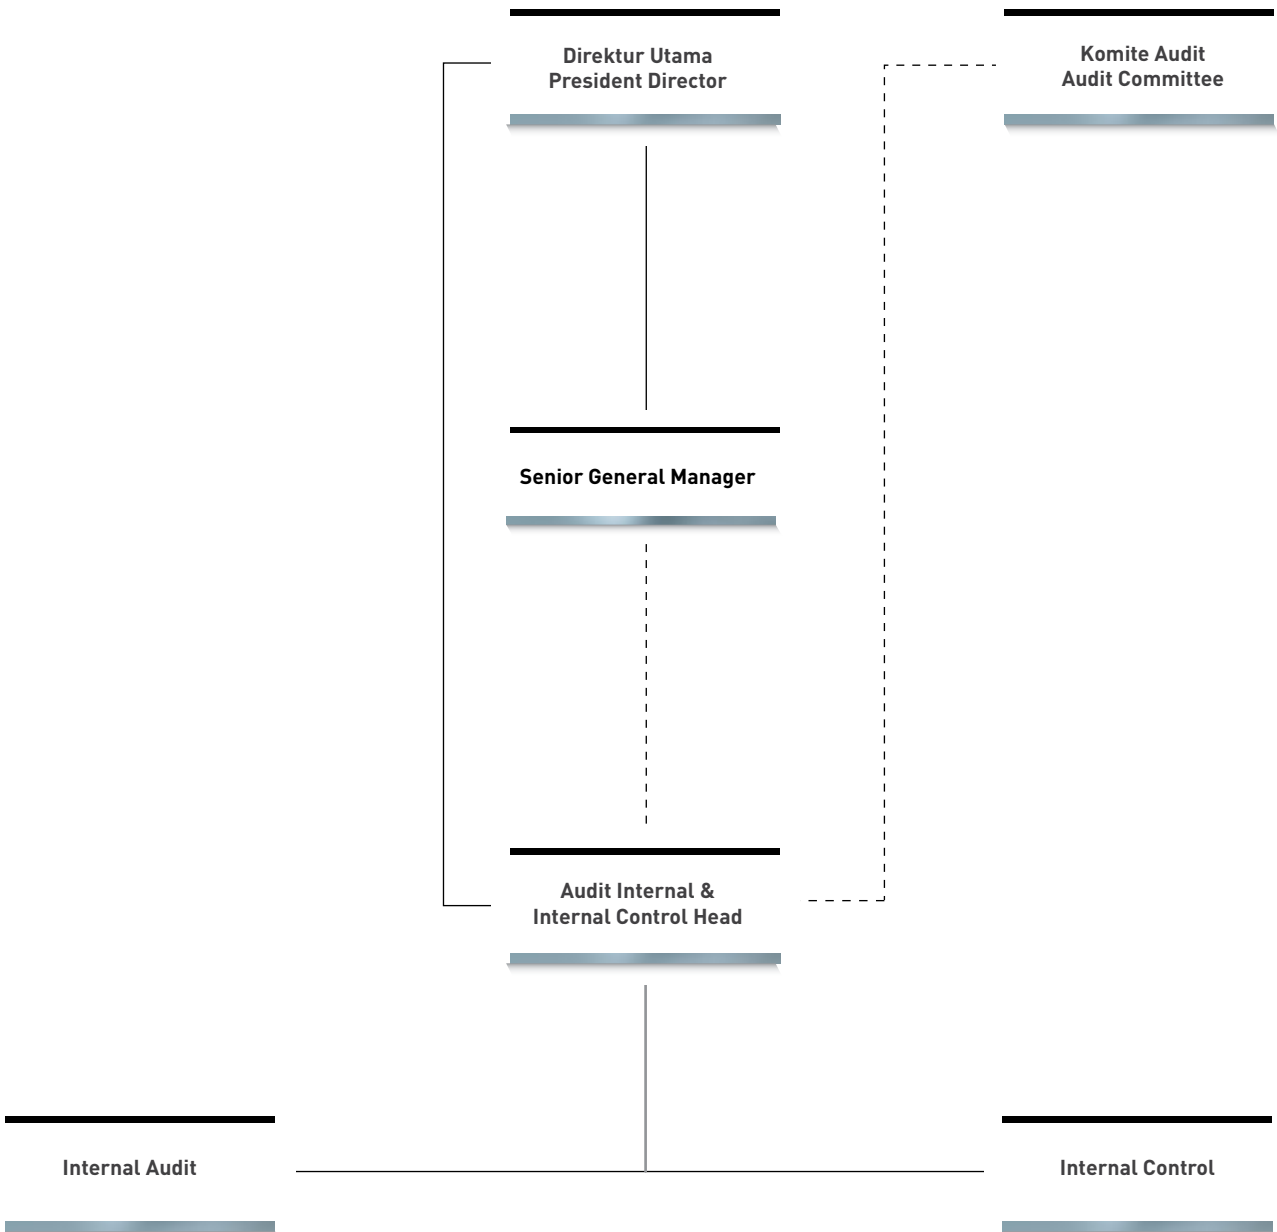 Direktur Utama
President Director
Komite Audit
Audit Committee
Senior General Manager
Audit Internal &
Internal Control Head
Internal Audit
Internal Control